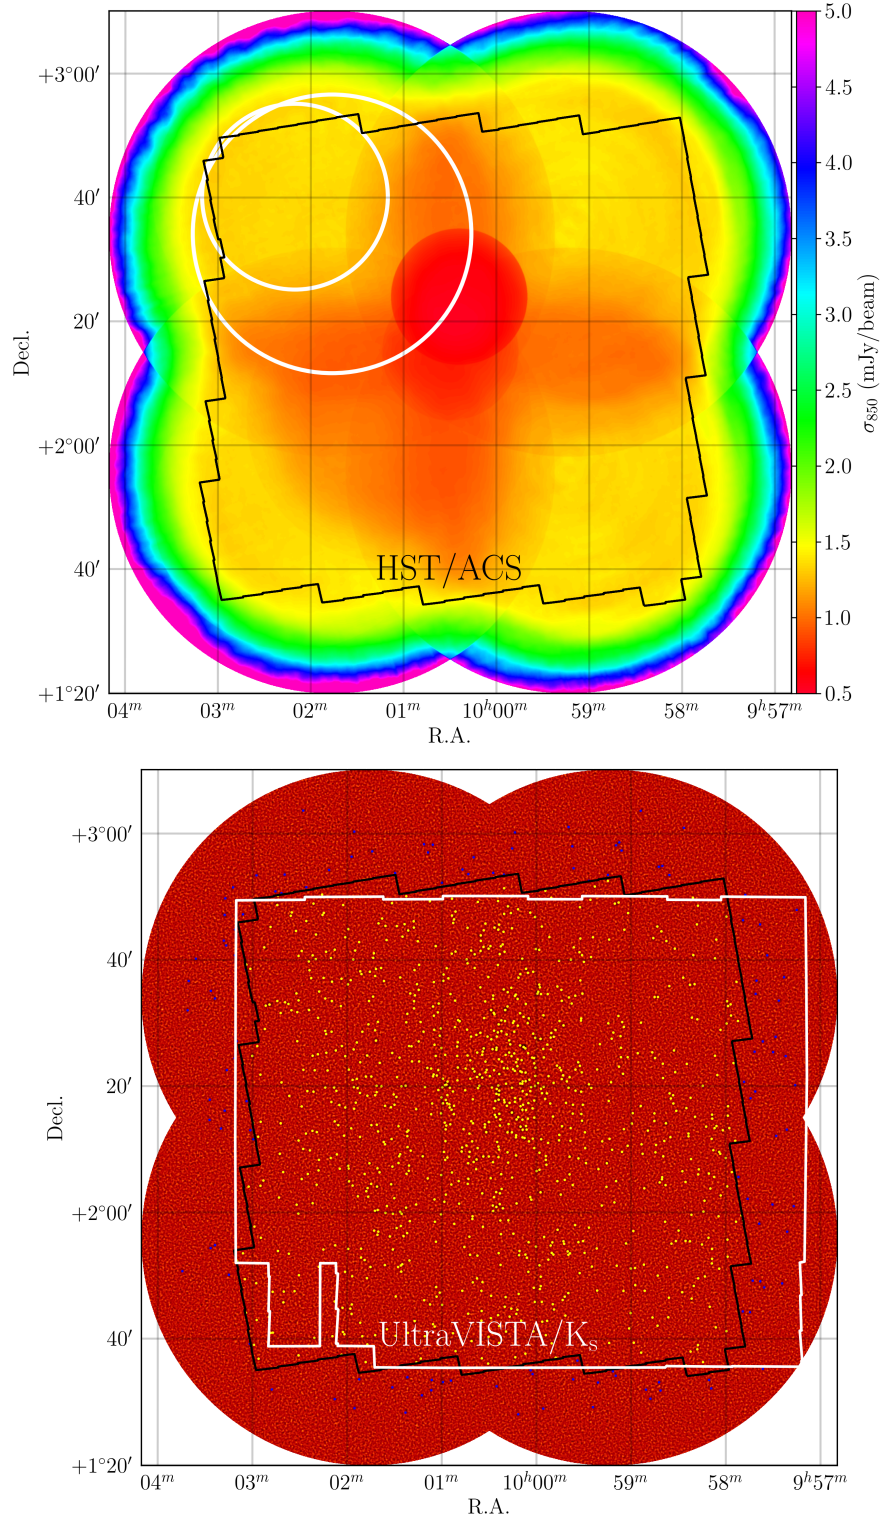 +3°00′
+40′
20′
+2°00′
40′
+1°20′
Decl.
04ᵐ 03ᵐ 02ᵐ 01ᵐ 10ʰ00ᵐ 59ᵐ 58ᵐ 9ʰ57ᵐ
R.A.
HST/ACS
5.0
4.5
4.0
3.5
3.0
2.5
2.0
1.5
1.0
0.5
σ₈₅₀ (mJy/beam)
+3°00′
40′
20′
+2°00′
40′
+1°20′
Decl.
UltraVISTA/Kₛ
04ᵐ 03ᵐ 02ᵐ 01ᵐ 10ʰ00ᵐ 59ᵐ 58ᵐ 9ʰ57ᵐ
R.A.